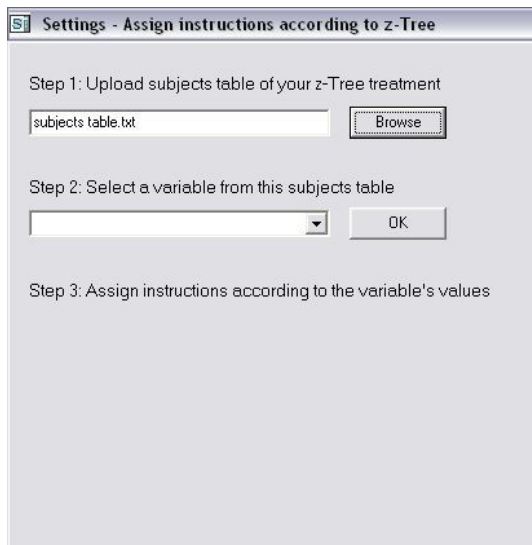 Settings - Assign instructions according to z-Tree
Step 1: Upload subjects table of your z-Tree treatment
subjects table.txt
Browse
Step 2: Select a variable from this subjects table
OK
Step 3: Assign instructions according to the variable's values